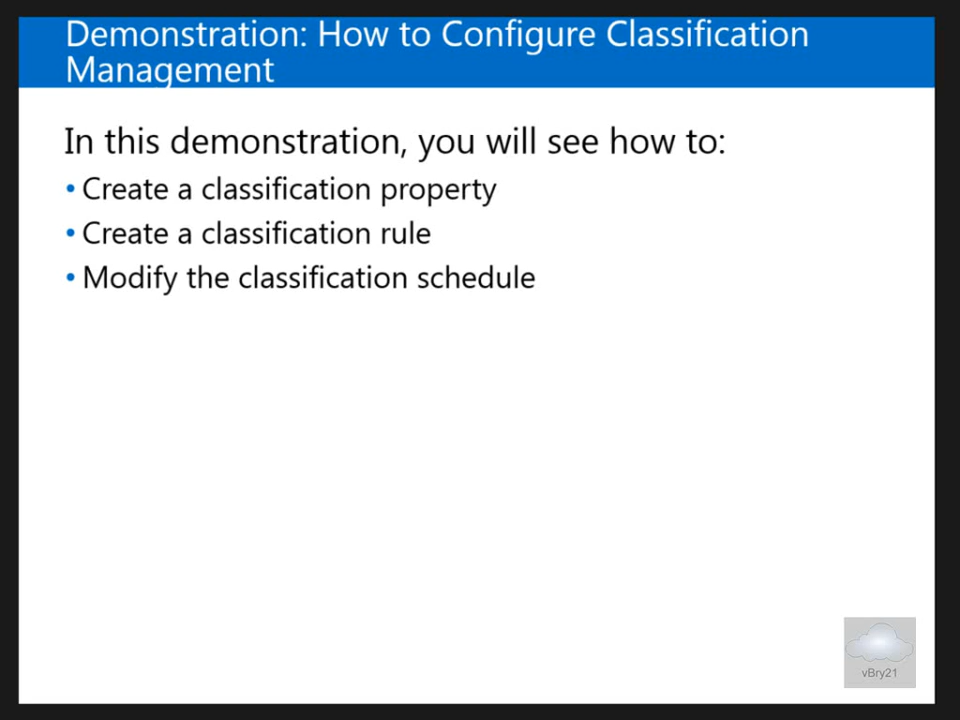 Demonstration: How to Configure Classification
Management
In this demonstration, you will see how to:
• Create a classification property
• Create a classification rule
• Modify the classification schedule
vBry21